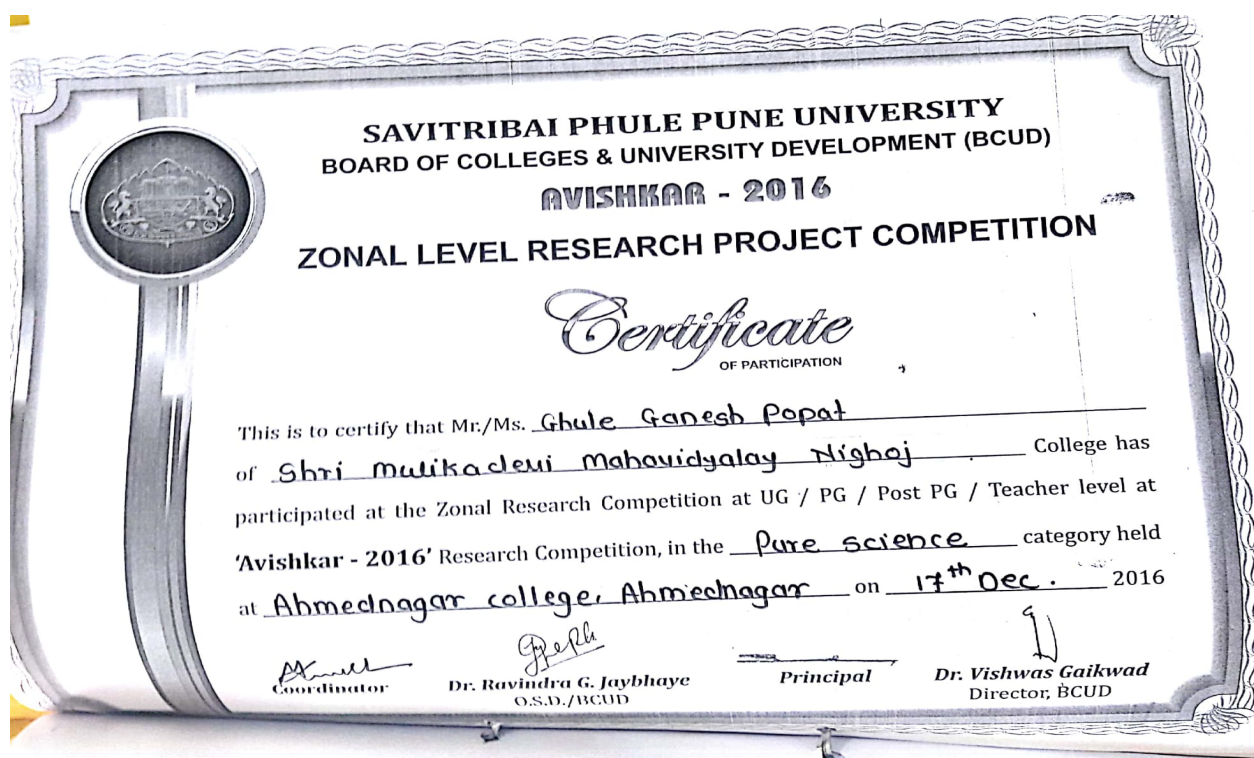 SAVITRIBAI PHULE PUNE UNIVERSITY
BOARD OF COLLEGES & UNIVERSITY DEVELOPMENT (BCUD)
AVISHKAR - 2016
ZONAL LEVEL RESEARCH PROJECT COMPETITION
Certificate
OF PARTICIPATION
This is to certify that Mr./Ms. Ghule Ganesh Popat
of Shri Mulikadevi Mahavidyalay Nighoj College has
participated at the Zonal Research Competition at UG / PG / Post PG / Teacher level at
'Avishkar - 2016' Research Competition, in the Pure science category held
at Ahmednagar college, Ahmednagar on 17th Dec. 2016
Coordinator
Dr. Ravindra G. Jaybhaye
O.S.D./BCUD
Principal
Dr. Vishwas Gaikwad
Director, BCUD